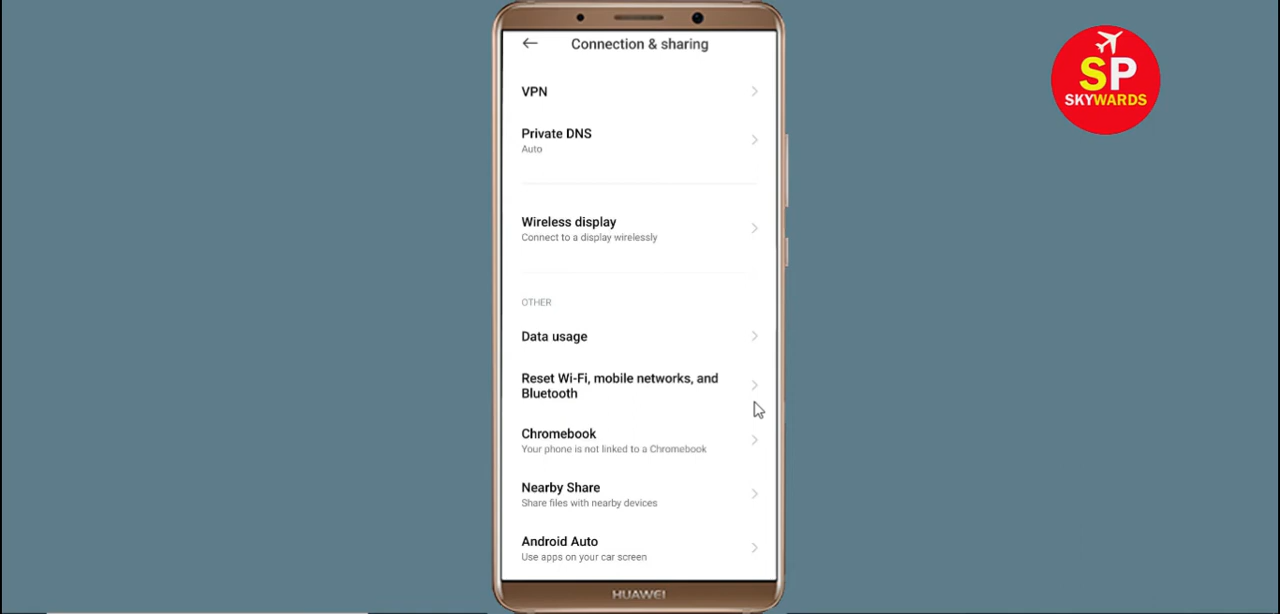 Connection & sharing
VPN
Private DNS
Auto
Wireless display
Connect to a display wirelessly
OTHER
Data usage
Reset Wi-Fi, mobile networks, and
Bluetooth
Chromebook
Your phone is not linked to a Chromebook
Nearby Share
Share files with nearby devices
Android Auto
Use apps on your car screen
HUAWEI
SP
SKYWARDS